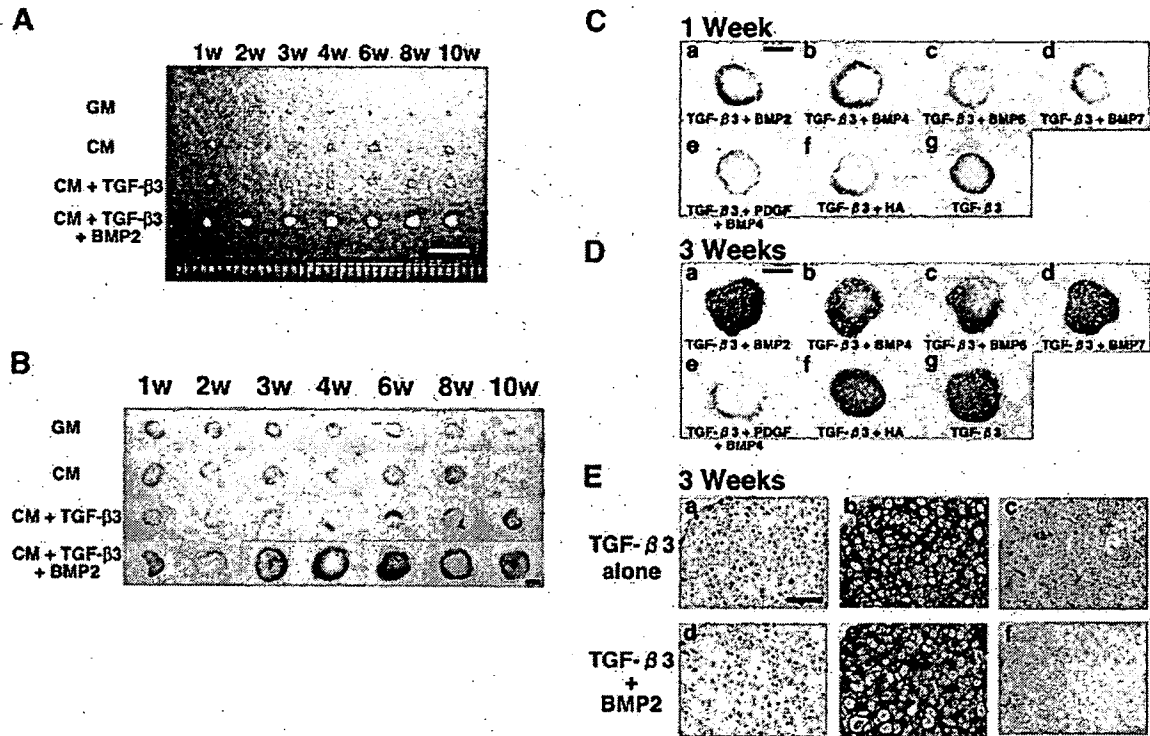 A
1w 2w 3w 4w 6w 8w 10w
GM
CM
CM + TGF-β3
CM + TGF-β3
+ BMP2
B
1w 2w 3w 4w 6w 8w 10w
GM
CM
CM + TGF-β3
CM + TGF-β3
+ BMP2
C
1 Week
a b c d
TGF-β3 + BMP2 TGF-β3 + BMP4 TGF-β3 + BMP6 TGF-β3 + BMP7
e f g
TGF-β3 + PDGF TGF-β3 + HA TGF-β3
+ BMP4
D
3 Weeks
a b c d
TGF-β3 + BMP2 TGF-β3 + BMP4 TGF-β3 + BMP6 TGF-β3 + BMP7
e f g
TGF-β3 + PDGF TGF-β3 + HA TGF-β3
+ BMP4
E
3 Weeks
a b c
TGF-β3
alone
d e f
TGF-β3
+
BMP2